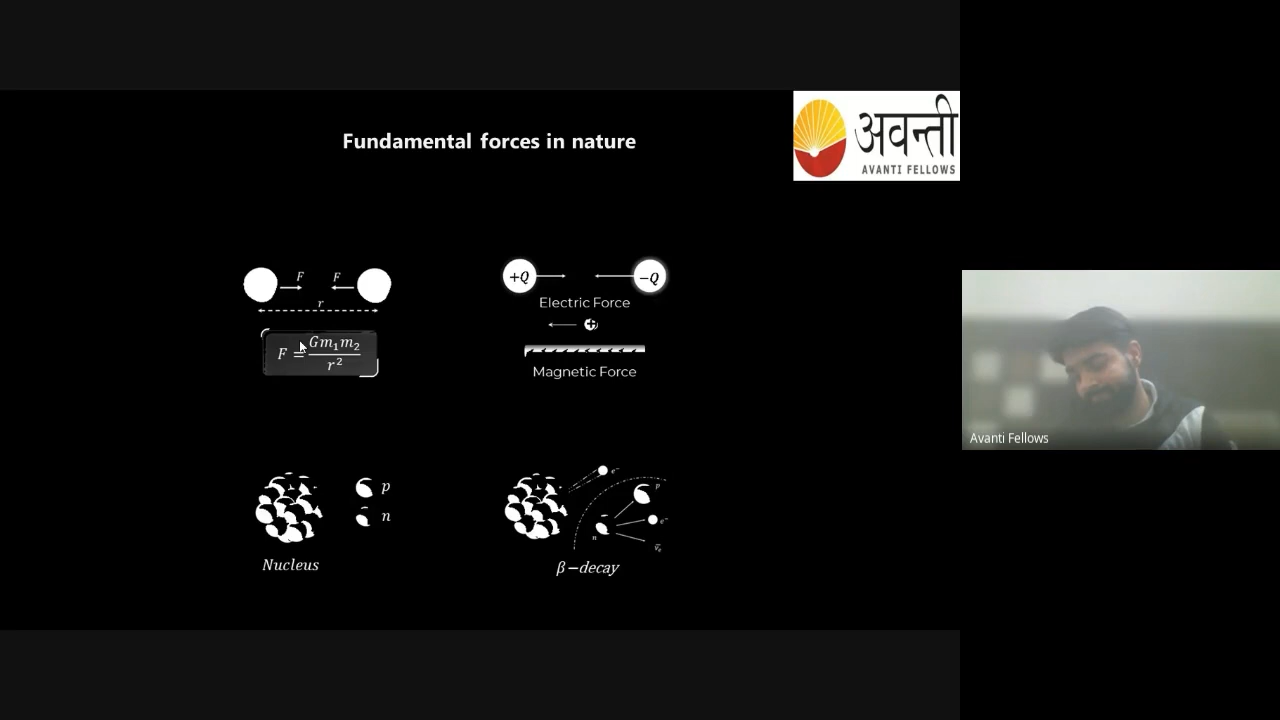 Fundamental forces in nature
अवन्ती
AVANTI FELLOWS
F F
r
F = Gm₁m₂ / r²
+Q −Q
Electric Force
+
Magnetic Force
p
n
Nucleus
e⁻
p
e⁻
n
ν̅ₑ
β−decay
Avanti Fellows